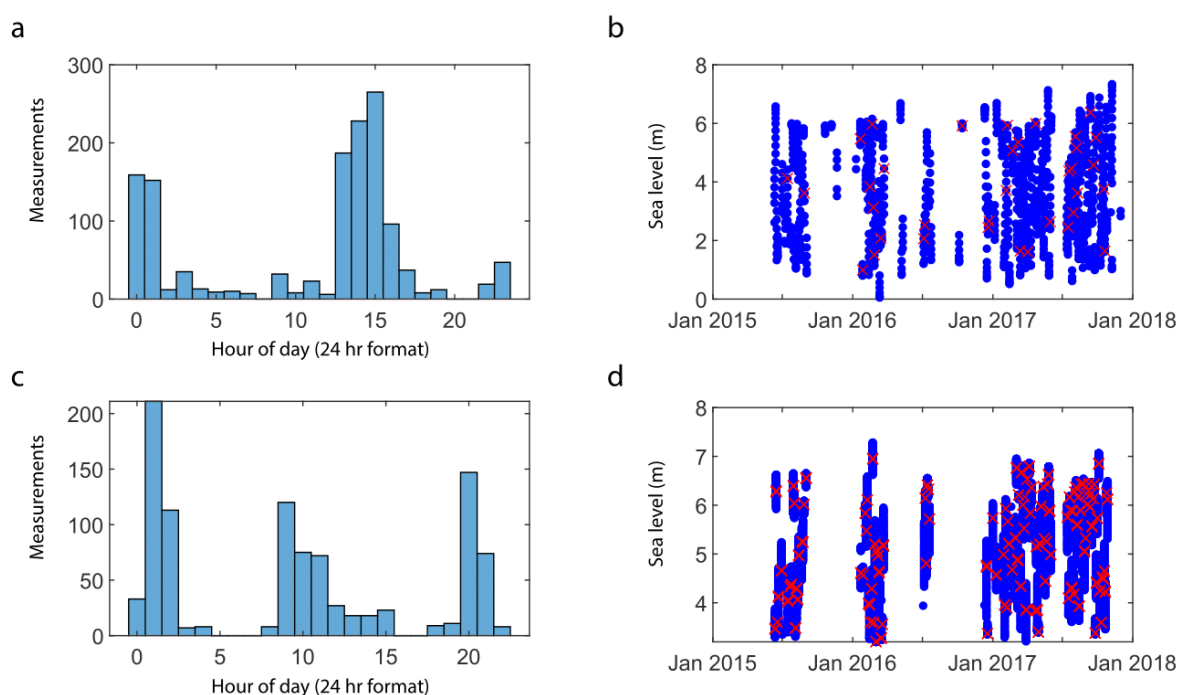 a
300
200
100
0
Measurements
0 5 10 15 20
Hour of day (24 hr format)
b
8
6
4
2
0
Sea level (m)
Jan 2015 Jan 2016 Jan 2017 Jan 2018
c
200
150
100
50
0
Measurements
0 5 10 15 20
Hour of day (24 hr format)
d
8
7
6
5
4
Sea level (m)
Jan 2015 Jan 2016 Jan 2017 Jan 2018